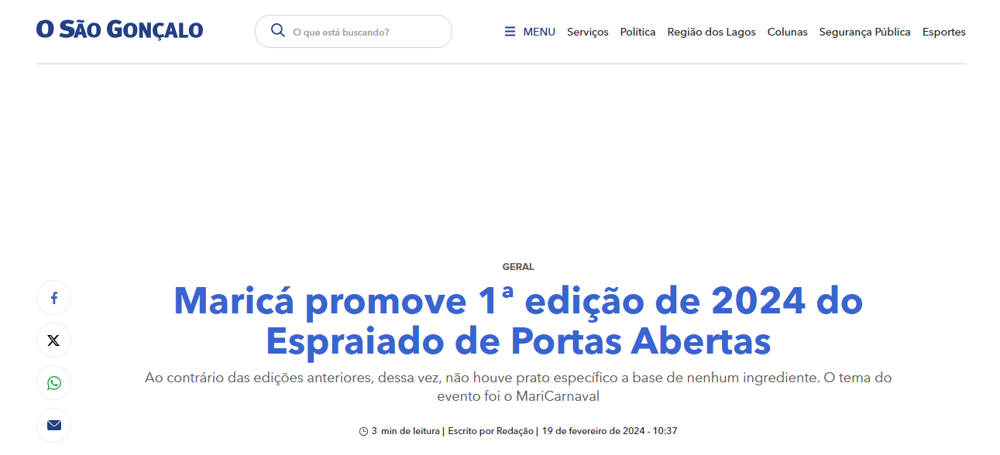 O SÃO GONÇALO
O que está buscando?
MENU Serviços Política Região dos Lagos Colunas Segurança Pública Esportes
GERAL
Maricá promove 1ª edição de 2024 do
Espraiado de Portas Abertas
Ao contrário das edições anteriores, dessa vez, não houve prato específico a base de nenhum ingrediente. O tema do
evento foi o MariCarnaval
3 min de leitura | Escrito por Redação | 19 de fevereiro de 2024 - 10:37